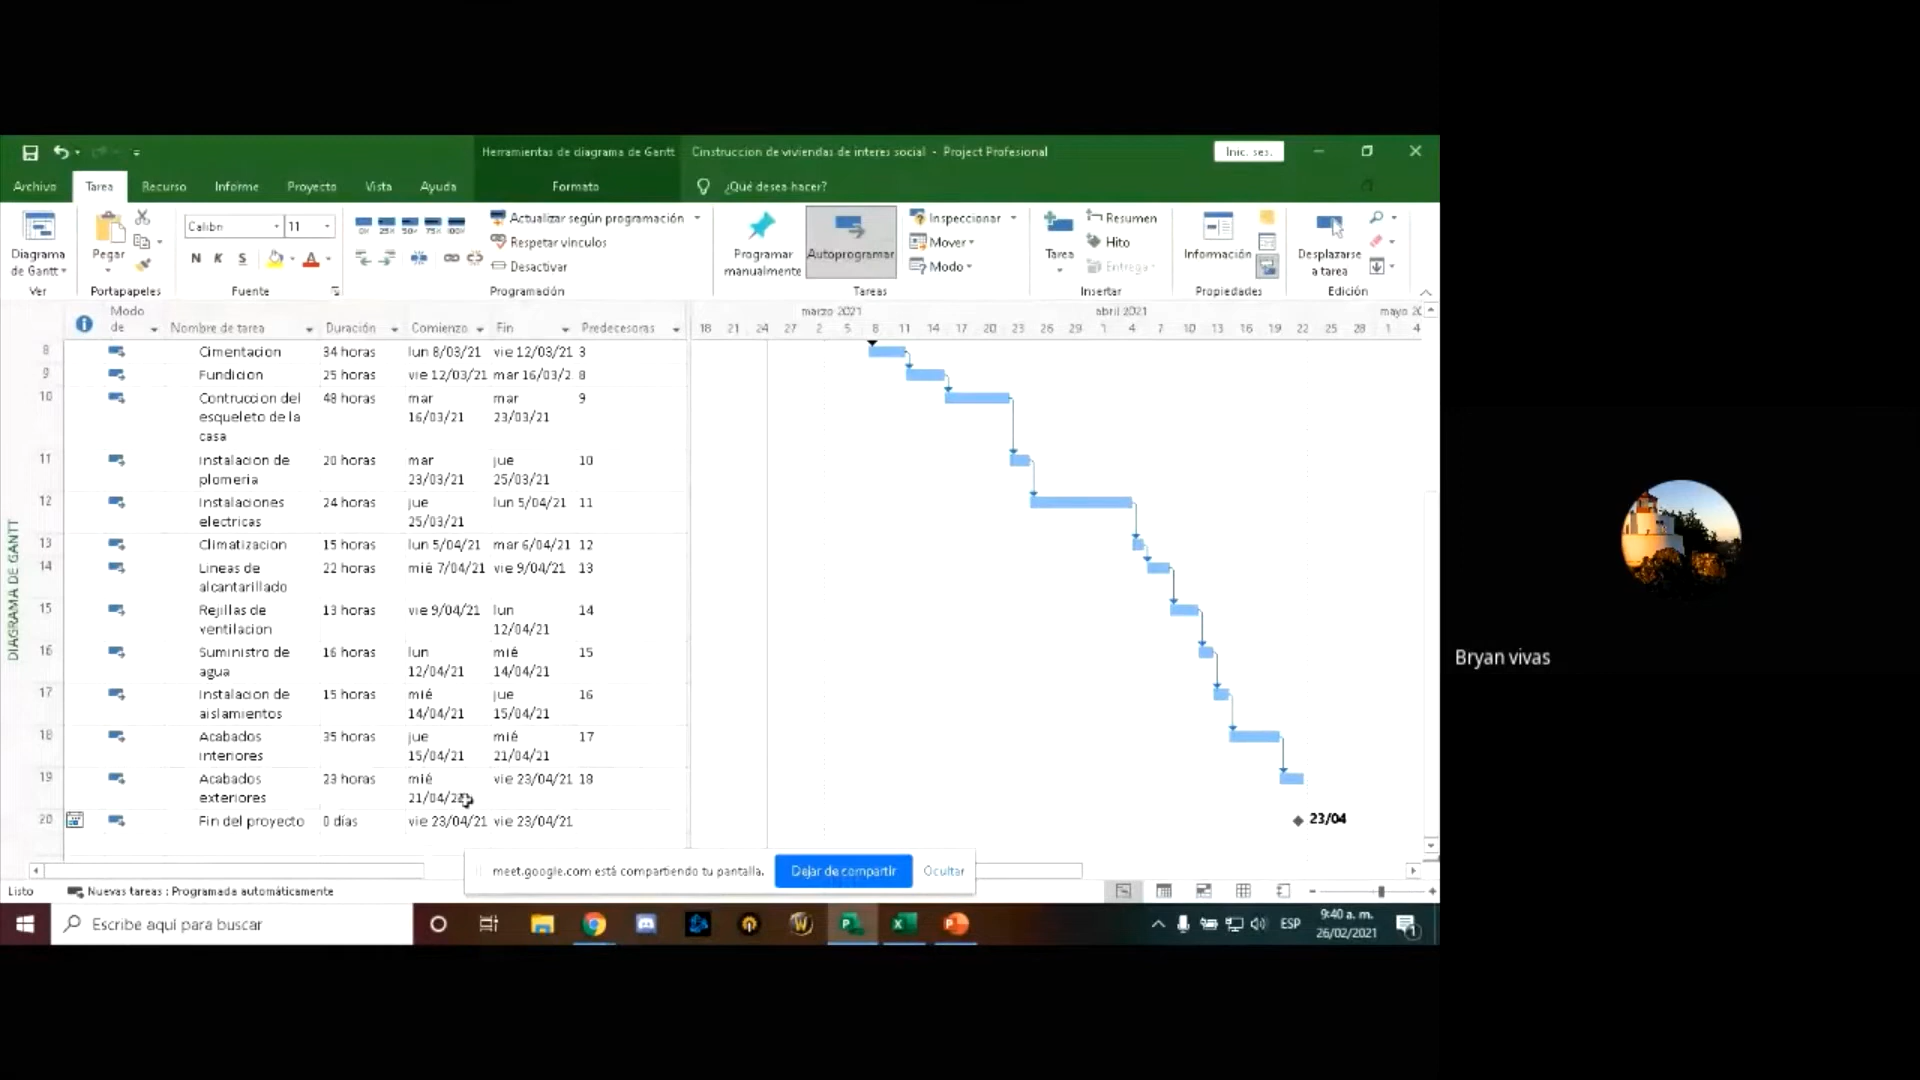 Herramientas de diagrama de Gantt
Cinstruccion de viviendas de interes social - Project Profesional
Inic. ses.
Archivo Tarea Recurso Informe Proyecto Vista Ayuda Formato ¿Qué desea hacer?
Diagrama de Gantt
Ver
Pegar
Portapapeles
Calibri 11
N K S A
Fuente
0% 25% 50% 75% 100%
Actualizar según programación
Respetar vínculos
Desactivar
Programación
Programar manualmente
Autoprogramar
Inspeccionar
Mover
Modo
Tareas
Tarea
Resumen
Hito
Entrega
Insertar
Información
Propiedades
Desplazarse a tarea
Edición
Modo de Nombre de tarea Duración Comienzo Fin Predecesoras
marzo 2021 abril 2021 mayo 20
18 21 24 27 2 5 8 11 14 17 20 23 26 29 1 4 7 10 13 16 19 22 25 28 1 4
8 Cimentacion 34 horas lun 8/03/21 vie 12/03/21 3
9 Fundicion 25 horas vie 12/03/21 mar 16/03/2 8
10 Contruccion del esqueleto de la casa 48 horas mar 16/03/21 mar 23/03/21 9
11 instalacion de plomeria 20 horas mar 23/03/21 jue 25/03/21 10
12 Instalaciones electricas 24 horas jue 25/03/21 lun 5/04/21 11
13 Climatizacion 15 horas lun 5/04/21 mar 6/04/21 12
14 Lineas de alcantarillado 22 horas mié 7/04/21 vie 9/04/21 13
15 Rejillas de ventilacion 13 horas vie 9/04/21 lun 12/04/21 14
16 Suministro de agua 16 horas lun 12/04/21 mié 14/04/21 15
17 Instalacion de aislamientos 15 horas mié 14/04/21 jue 15/04/21 16
18 Acabados interiores 35 horas jue 15/04/21 mié 21/04/21 17
19 Acabados exteriores 23 horas mié 21/04/21 vie 23/04/21 18
20 Fin del proyecto 0 días vie 23/04/21 vie 23/04/21
23/04
DIAGRAMA DE GANTT
meet.google.com está compartiendo tu pantalla. Dejar de compartir Ocultar
Listo Nuevas tareas : Programada automáticamente
Escribe aquí para buscar
ESP
9:40 a. m.
26/02/2021
1
Bryan vivas